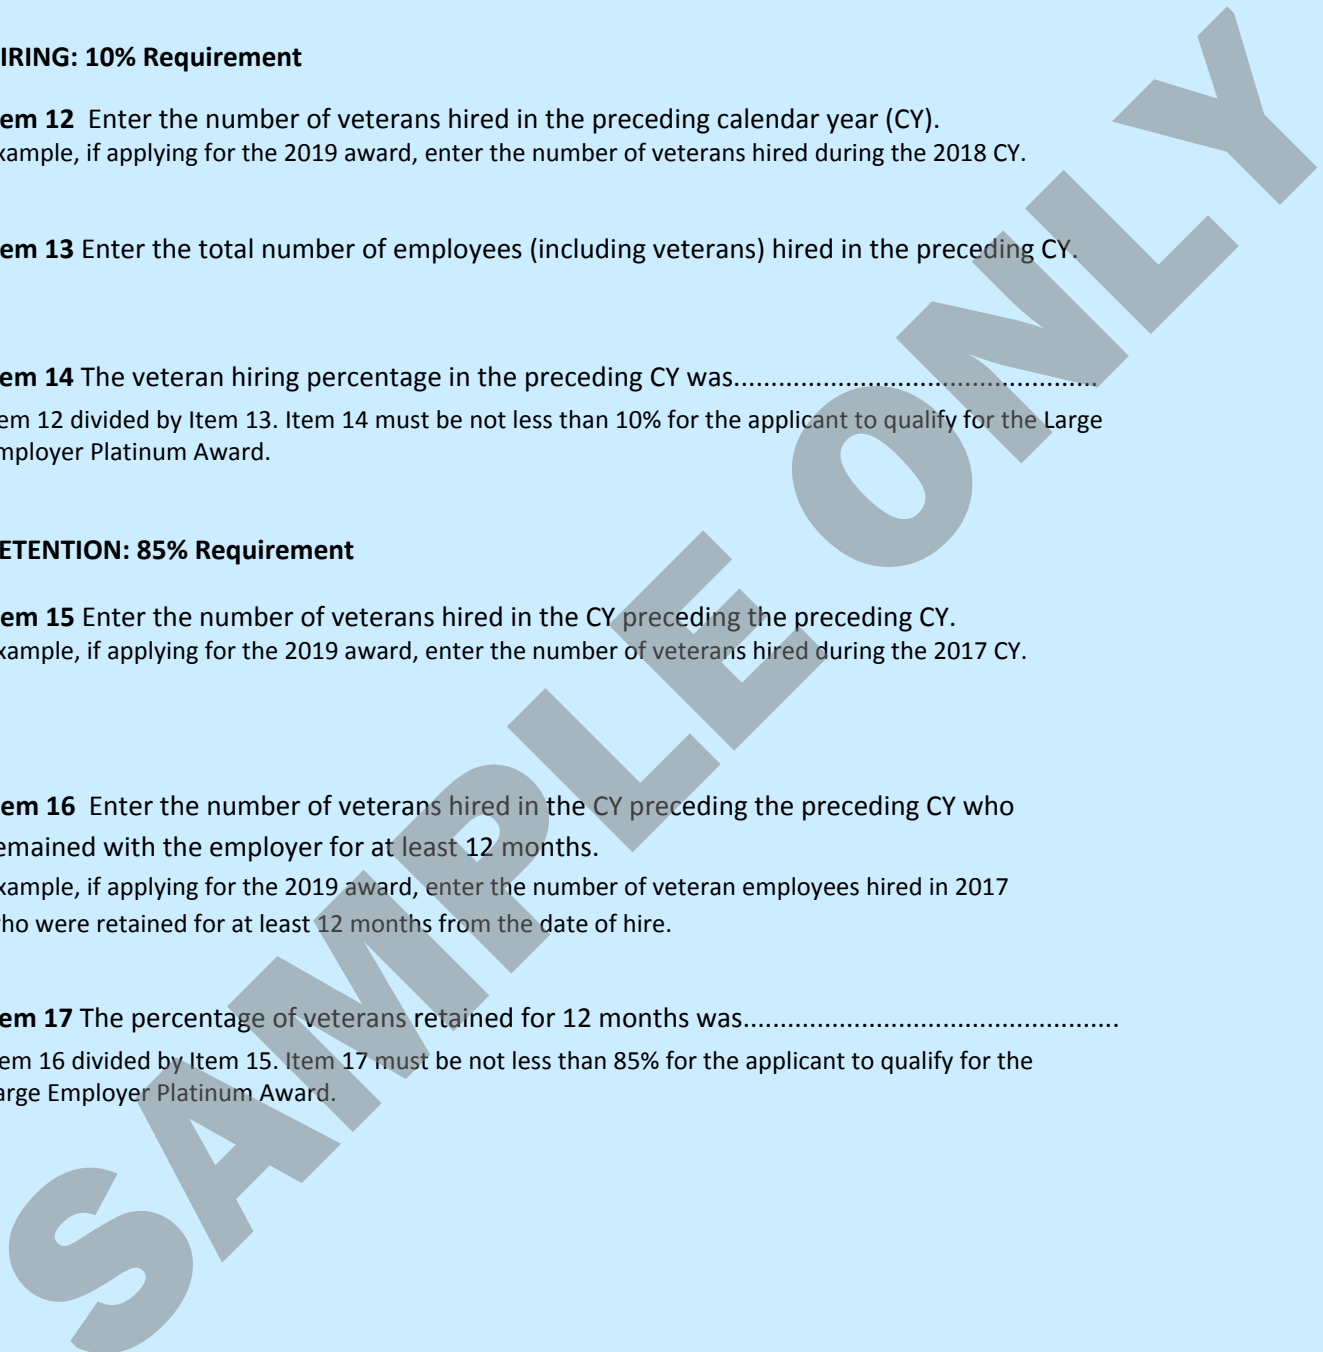 IRING: 10% Requirement
em 12 Enter the number of veterans hired in the preceding calendar year (CY).
xample, if applying for the 2019 award, enter the number of veterans hired during the 2018 CY.
em 13 Enter the total number of employees (including veterans) hired in the preceding CY.
em 14 The veteran hiring percentage in the preceding CY was................................................
em 12 divided by Item 13. Item 14 must be not less than 10% for the applicant to qualify for the Large
mployer Platinum Award.
ETENTION: 85% Requirement
em 15 Enter the number of veterans hired in the CY preceding the preceding CY.
xample, if applying for the 2019 award, enter the number of veterans hired during the 2017 CY.
em 16 Enter the number of veterans hired in the CY preceding the preceding CY who
emained with the employer for at least 12 months.
xample, if applying for the 2019 award, enter the number of veteran employees hired in 2017
ho were retained for at least 12 months from the date of hire.
em 17 The percentage of veterans retained for 12 months was..................................................
em 16 divided by Item 15. Item 17 must be not less than 85% for the applicant to qualify for the
arge Employer Platinum Award.
SAMPLE ONLY